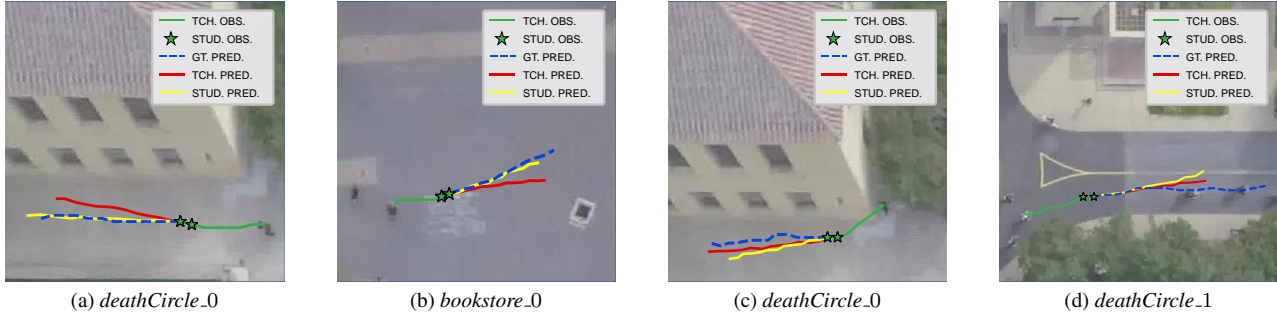 TCH. OBS.
STUD. OBS.
GT. PRED.
TCH. PRED.
STUD. PRED.
TCH. OBS.
STUD. OBS.
GT. PRED.
TCH. PRED.
STUD. PRED.
TCH. OBS.
STUD. OBS.
GT. PRED.
TCH. PRED.
STUD. PRED.
TCH. OBS.
STUD. OBS.
GT. PRED.
TCH. PRED.
STUD. PRED.
(a) deathCircle_0
(b) bookstore_0
(c) deathCircle_0
(d) deathCircle_1